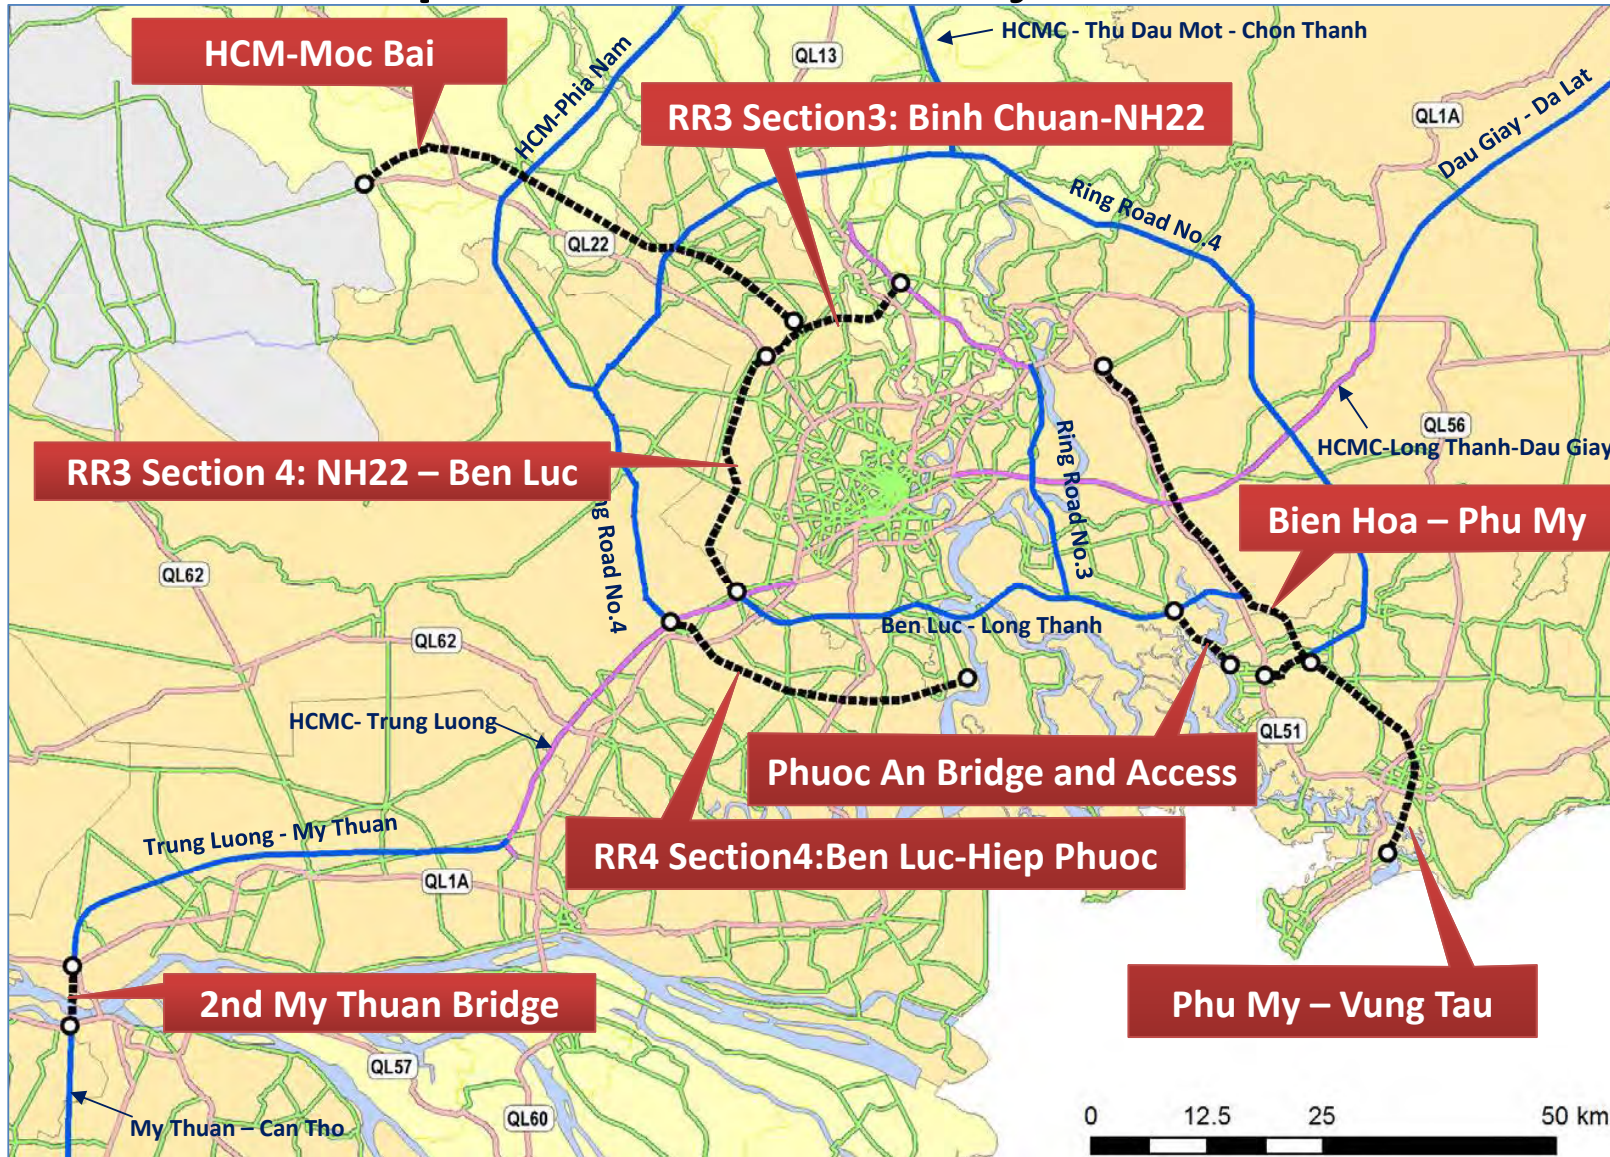 HCMC - Thu Dau Mot - Chon Thanh
HCM-Moc Bai
QL13
HCM-Phia Nam
RR3 Section3: Binh Chuan-NH22
QL1A
Dau Giay - Da Lat
Ring Road No.4
QL22
QL56
HCMC-Long Thanh-Dau Giay
RR3 Section 4: NH22 – Ben Luc
Ring Road No.3
Bien Hoa – Phu My
Road No.4
QL62
QL62
Ben Luc - Long Thanh
HCMC- Trung Luong
QL51
Phuoc An Bridge and Access
Trung Luong - My Thuan
RR4 Section4:Ben Luc-Hiep Phuoc
QL1A
2nd My Thuan Bridge
Phu My – Vung Tau
QL57
QL60
My Thuan – Can Tho
0 12.5 25 50 km